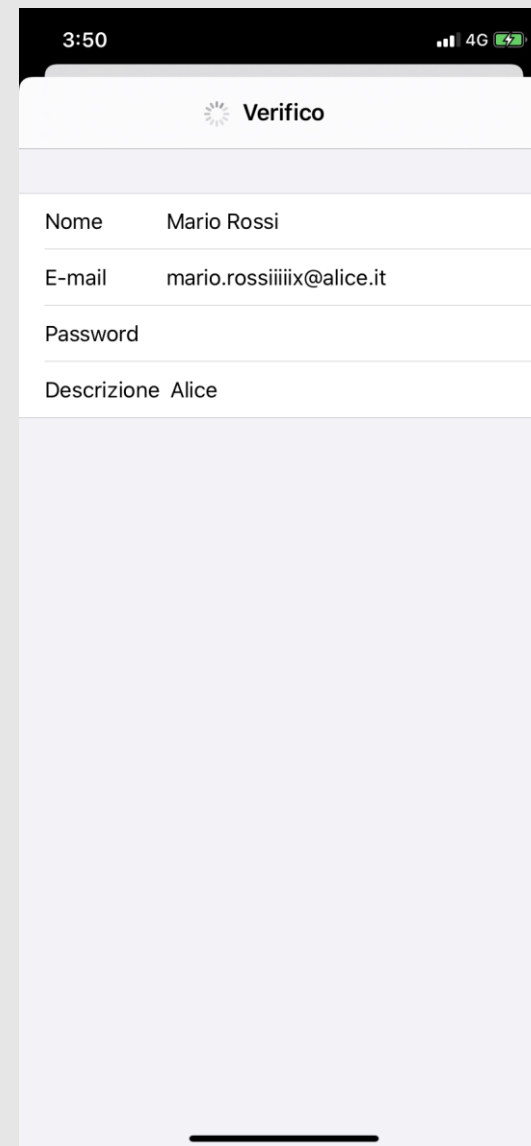 3:50 4G
Verifico
Nome Mario Rossi
E-mail mario.rossiiiiix@alice.it
Password
Descrizione Alice